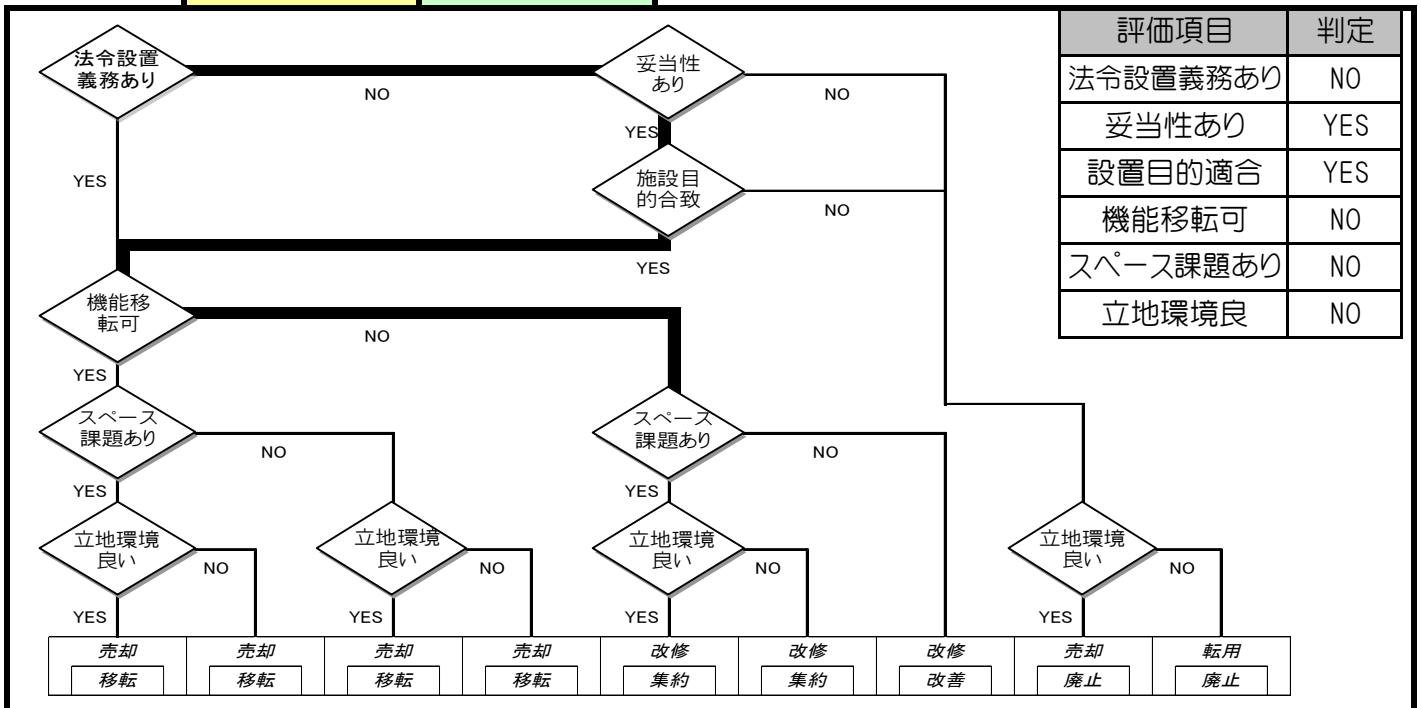 法令設置
義務あり
NO
妥当性
あり
NO
YES
YES
施設目
的合致
NO
YES
機能移
転可
NO
YES
スペース
課題あり
NO
YES
スペース
課題あり
NO
YES
立地環境
良い
NO
YES
立地環境
良い
NO
YES
立地環境
良い
NO
YES
立地環境
良い
NO
YES
売却 売却 売却 売却 改修 改修 改修 売却 転用
移転 移転 移転 移転 集約 集約 改善 廃止 廃止
評価項目 判定
法令設置義務あり NO
妥当性あり YES
設置目的適合 YES
機能移転可 NO
スペース課題あり NO
立地環境良 NO